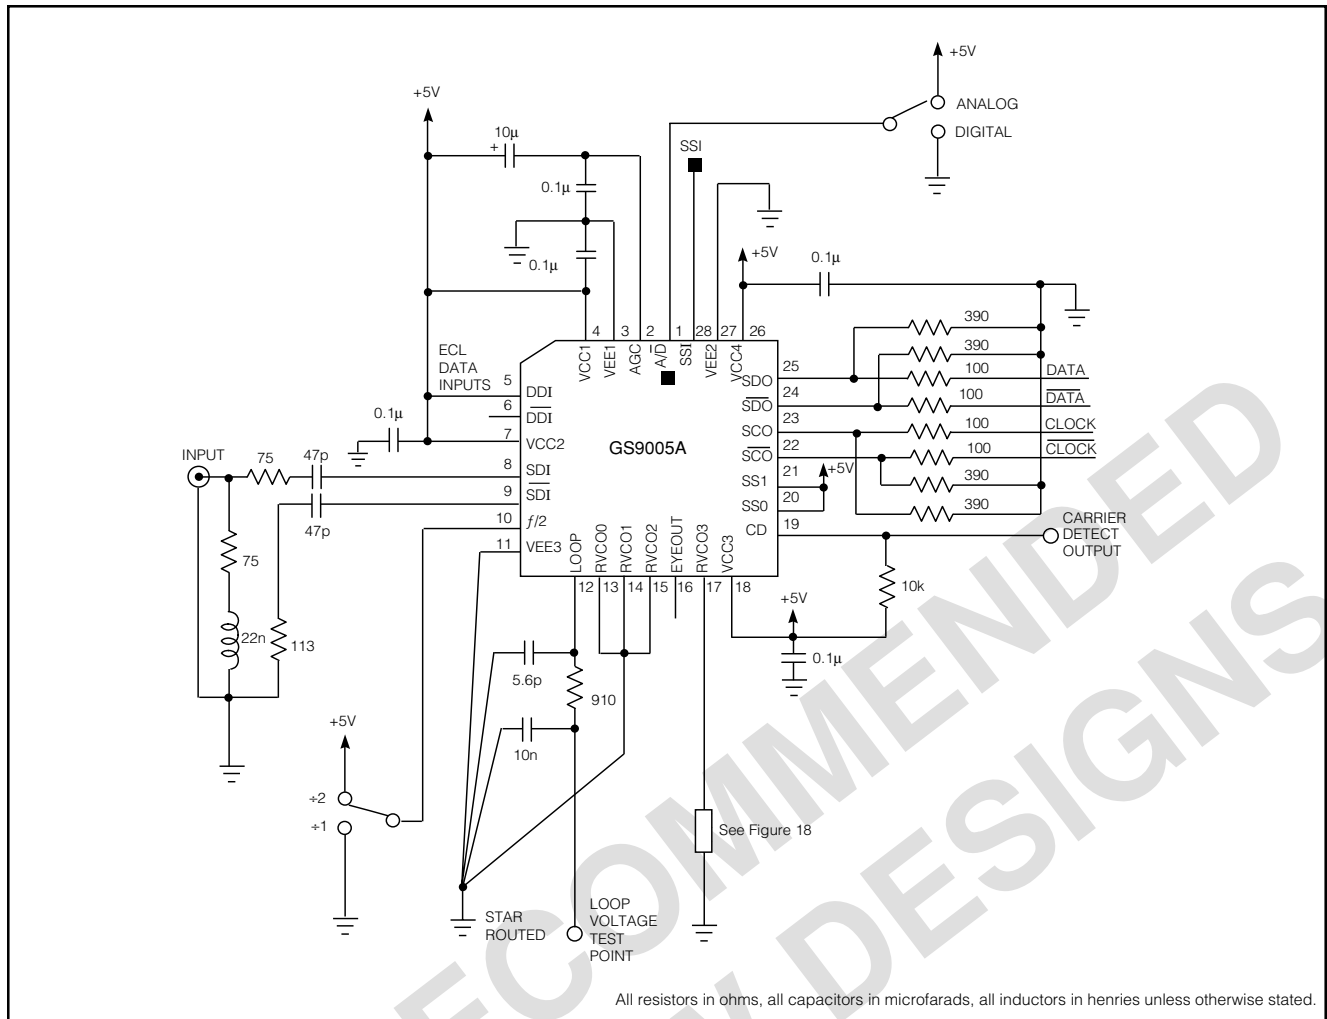 +5V
ANALOG
DIGITAL
+5V
10µ
+
SSI
0.1µ
0.1µ
+5V
0.1µ
4 3 2 1 28 27 26
VCC1 VEE1 AGC A/D̅ SSI VEE2 VCC4
390
390
ECL
DATA
INPUTS
5 DDI
6 D̅D̅I̅
7 VCC2
8 SDI
9 S̅D̅I̅
10 ƒ/2
11 VEE3
GS9005A
SDO 25
S̅D̅O̅ 24
SCO 23
S̅C̅O̅ 22
SS1 21
SS0 20
CD 19
100 DATA
100 D̅A̅T̅A̅
100 CLOCK
100 C̅L̅O̅C̅K̅
+5V
390
390
CARRIER
DETECT
OUTPUT
0.1µ
INPUT
75
47p
47p
75
22n
113
LOOP RVCO0 RVCO1 RVCO2 EYEOUT RVCO3 VCC3
12 13 14 15 16 17 18
10k
+5V
0.1µ
5.6p
910
10n
+5V
÷2
÷1
See Figure 18
STAR
ROUTED
LOOP
VOLTAGE
TEST
POINT
ECOMMENDED
DESIGNS
All resistors in ohms, all capacitors in microfarads, all inductors in henries unless otherwise stated.